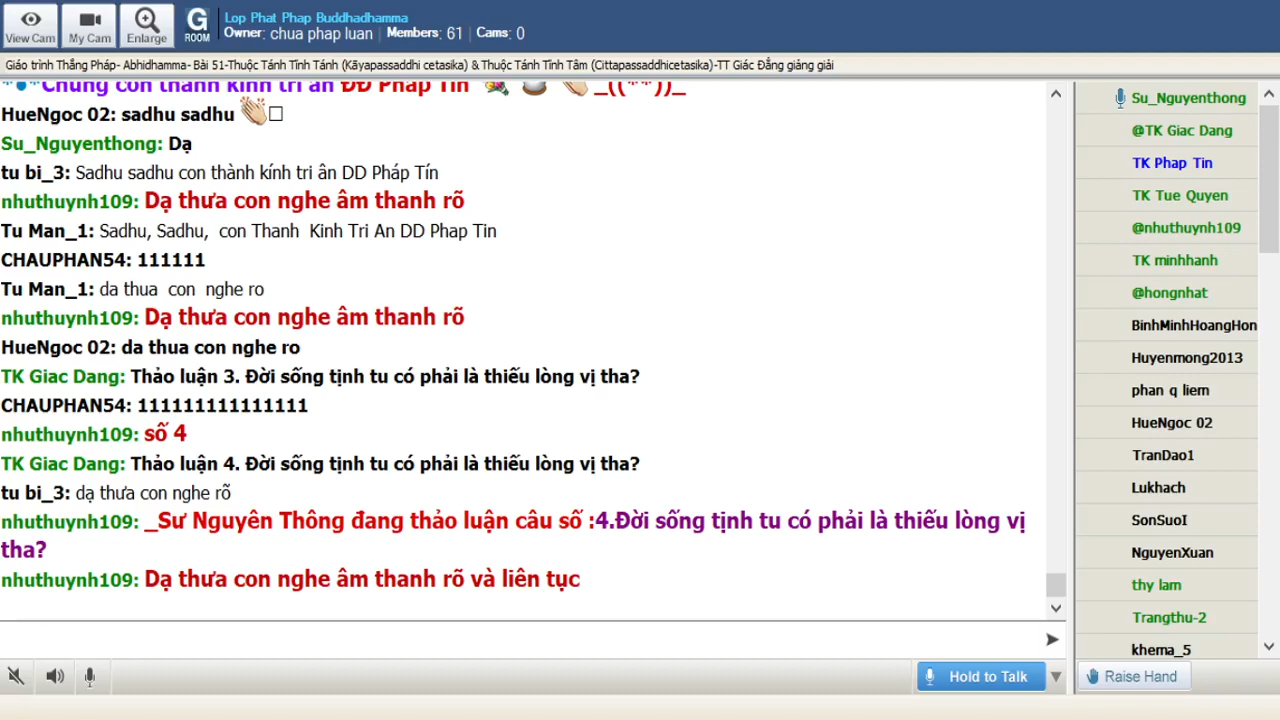 View Cam
My Cam
Enlarge
G
ROOM
Lop Phat Phap Buddhadhamma
Owner: chua phap luan | Members: 61 | Cams: 0
Giáo trình Thắng Pháp- Abhidhamma- Bài 51-Thuộc Tánh Tĩnh Tánh (Kāyapassaddhi cetasika) & Thuộc Tánh Tĩnh Tâm (Cittapassaddhicetasika)-TT Giác Đẳng giảng giải
*●*Chúng con thành kính tri ân ĐĐ Pháp Tín _((**))_
HueNgoc 02: sadhu sadhu
Su_Nguyenthong: Dạ
tu bi_3: Sadhu sadhu con thành kính tri ân DD Pháp Tín
nhuthuynh109: Dạ thưa con nghe âm thanh rõ
Tu Man_1: Sadhu, Sadhu, con Thanh Kinh Tri An DD Phap Tin
CHAUPHAN54: 111111
Tu Man_1: da thua con nghe ro
nhuthuynh109: Dạ thưa con nghe âm thanh rõ
HueNgoc 02: da thua con nghe ro
TK Giac Dang: Thảo luận 3. Đời sống tịnh tu có phải là thiếu lòng vị tha?
CHAUPHAN54: 111111111111111
nhuthuynh109: số 4
TK Giac Dang: Thảo luận 4. Đời sống tịnh tu có phải là thiếu lòng vị tha?
tu bi_3: dạ thưa con nghe rõ
nhuthuynh109: _Sư Nguyên Thông đang thảo luận câu số :4.Đời sống tịnh tu có phải là thiếu lòng vị
tha?
nhuthuynh109: Dạ thưa con nghe âm thanh rõ và liên tục
Hold to Talk
Su_Nguyenthong
@TK Giac Dang
TK Phap Tin
TK Tue Quyen
@nhuthuynh109
TK minhhanh
@hongnhat
BinhMinhHoangHon
Huyenmong2013
phan q liem
HueNgoc 02
TranDao1
Lukhach
SonSuoI
NguyenXuan
thy lam
Trangthu-2
khema_5
Raise Hand